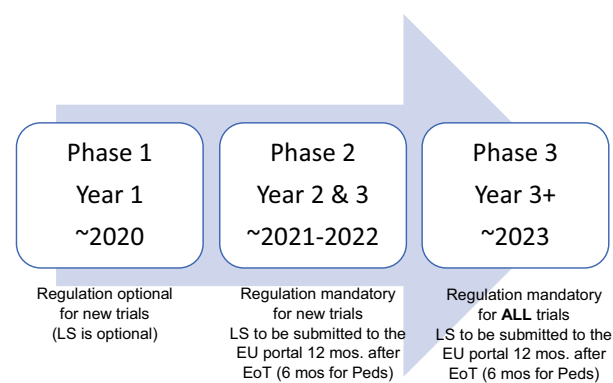 Phase 1
Year 1
~2020
Phase 2
Year 2 & 3
~2021-2022
Phase 3
Year 3+
~2023
Regulation optional
for new trials
(LS is optional)
Regulation mandatory
for new trials
LS to be submitted to the
EU portal 12 mos. after
EoT (6 mos for Peds)
Regulation mandatory
for ALL trials
LS to be submitted to the
EU portal 12 mos. after
EoT (6 mos for Peds)